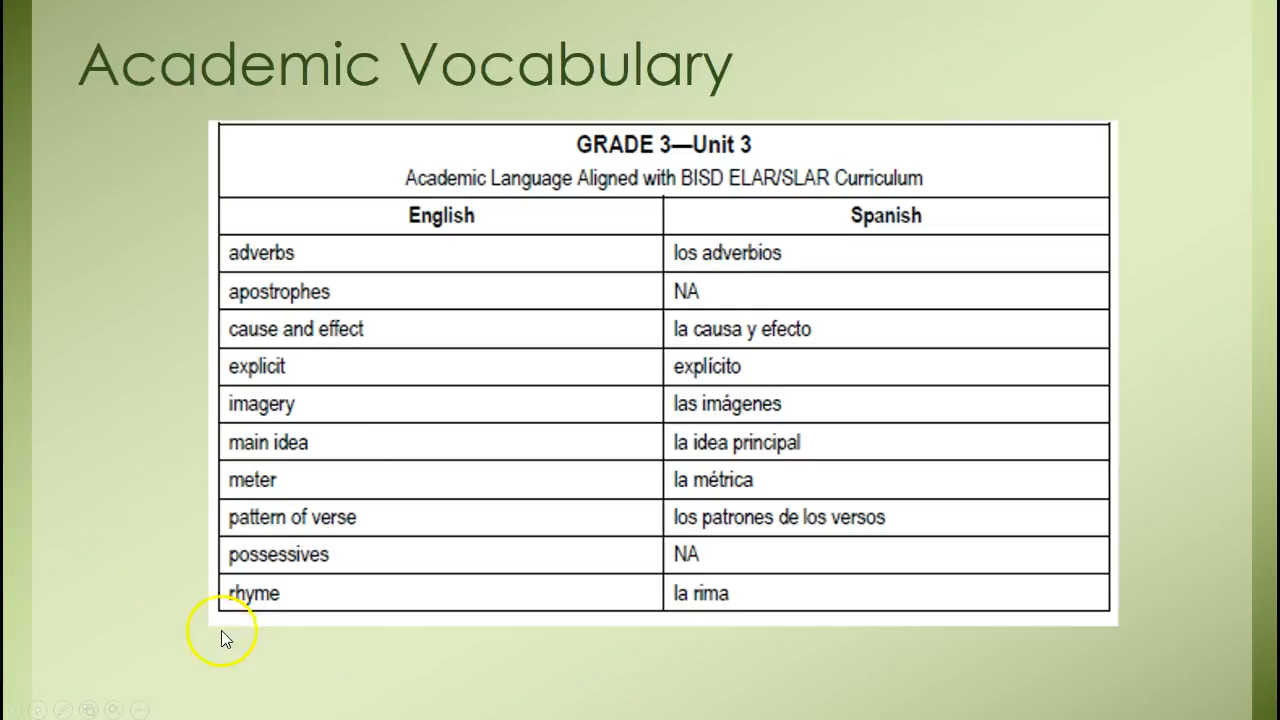 Academic Vocabulary
GRADE 3—Unit 3
Academic Language Aligned with BISD ELAR/SLAR Curriculum
English Spanish
adverbs los adverbios
apostrophes NA
cause and effect la causa y efecto
explicit explícito
imagery las imágenes
main idea la idea principal
meter la métrica
pattern of verse los patrones de los versos
possessives NA
rhyme la rima